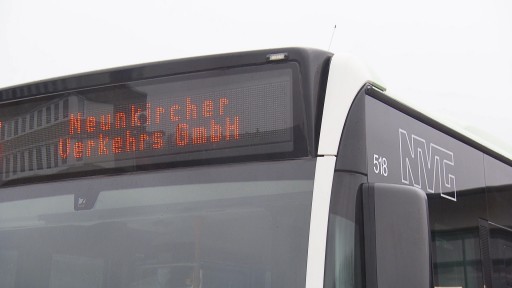 Neunkircher
Verkehrs GmbH
518
NVG